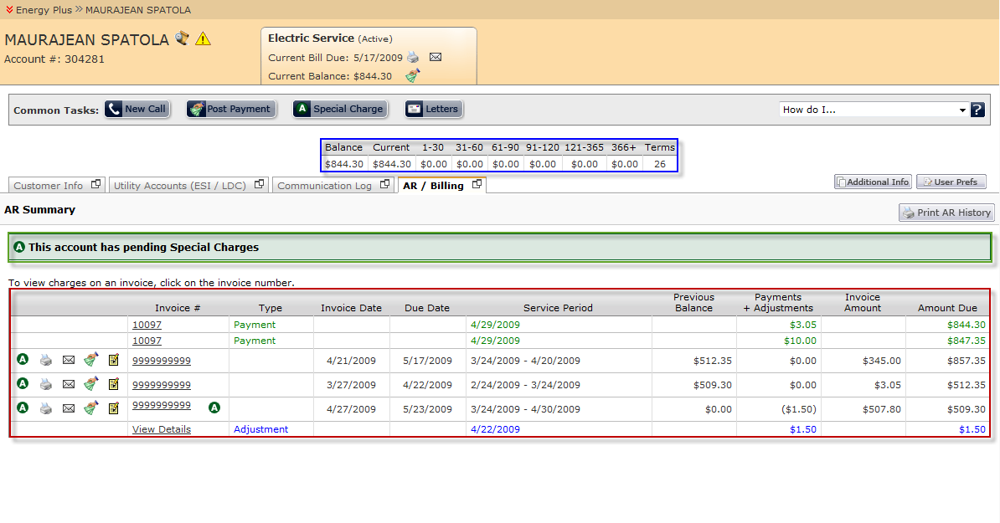 Energy Plus » MAURAJEAN SPATOLA
MAURAJEAN SPATOLA
Account #: 304281
Electric Service (Active)
Current Bill Due: 5/17/2009
Current Balance: $844.30
Common Tasks: New Call Post Payment A Special Charge Letters How do I... ?
Balance Current 1-30 31-60 61-90 91-120 121-365 366+ Terms
$844.30 $844.30 $0.00 $0.00 $0.00 $0.00 $0.00 $0.00 26
Customer Info Utility Accounts (ESI / LDC) Communication Log AR / Billing Additional Info User Prefs
AR Summary Print AR History
A This account has pending Special Charges
To view charges on an invoice, click on the invoice number.
Invoice # Type Invoice Date Due Date Service Period Previous Balance Payments + Adjustments Invoice Amount Amount Due
10097 Payment 4/29/2009 $3.05 $844.30
10097 Payment 4/29/2009 $10.00 $847.35
A 9999999999 4/21/2009 5/17/2009 3/24/2009 - 4/20/2009 $512.35 $0.00 $345.00 $857.35
A 9999999999 3/27/2009 4/22/2009 2/24/2009 - 3/24/2009 $509.30 $0.00 $3.05 $512.35
A 9999999999 A 4/27/2009 5/23/2009 3/24/2009 - 4/30/2009 $0.00 ($1.50) $507.80 $509.30
View Details Adjustment 4/22/2009 $1.50 $1.50